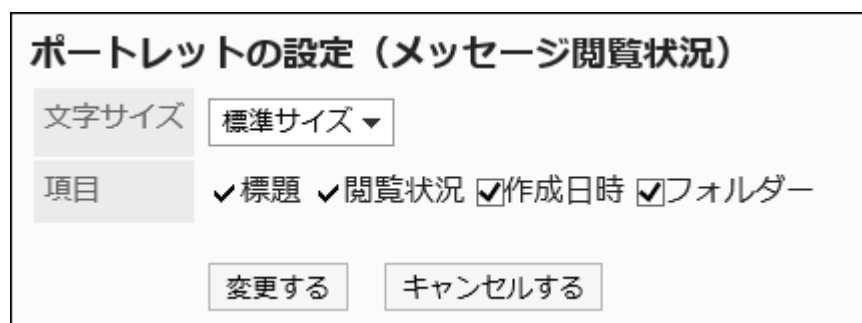 ポートレットの設定（メッセージ閲覧状況）
文字サイズ 標準サイズ
項目 標題 閲覧状況 作成日時 フォルダー
変更する キャンセルする